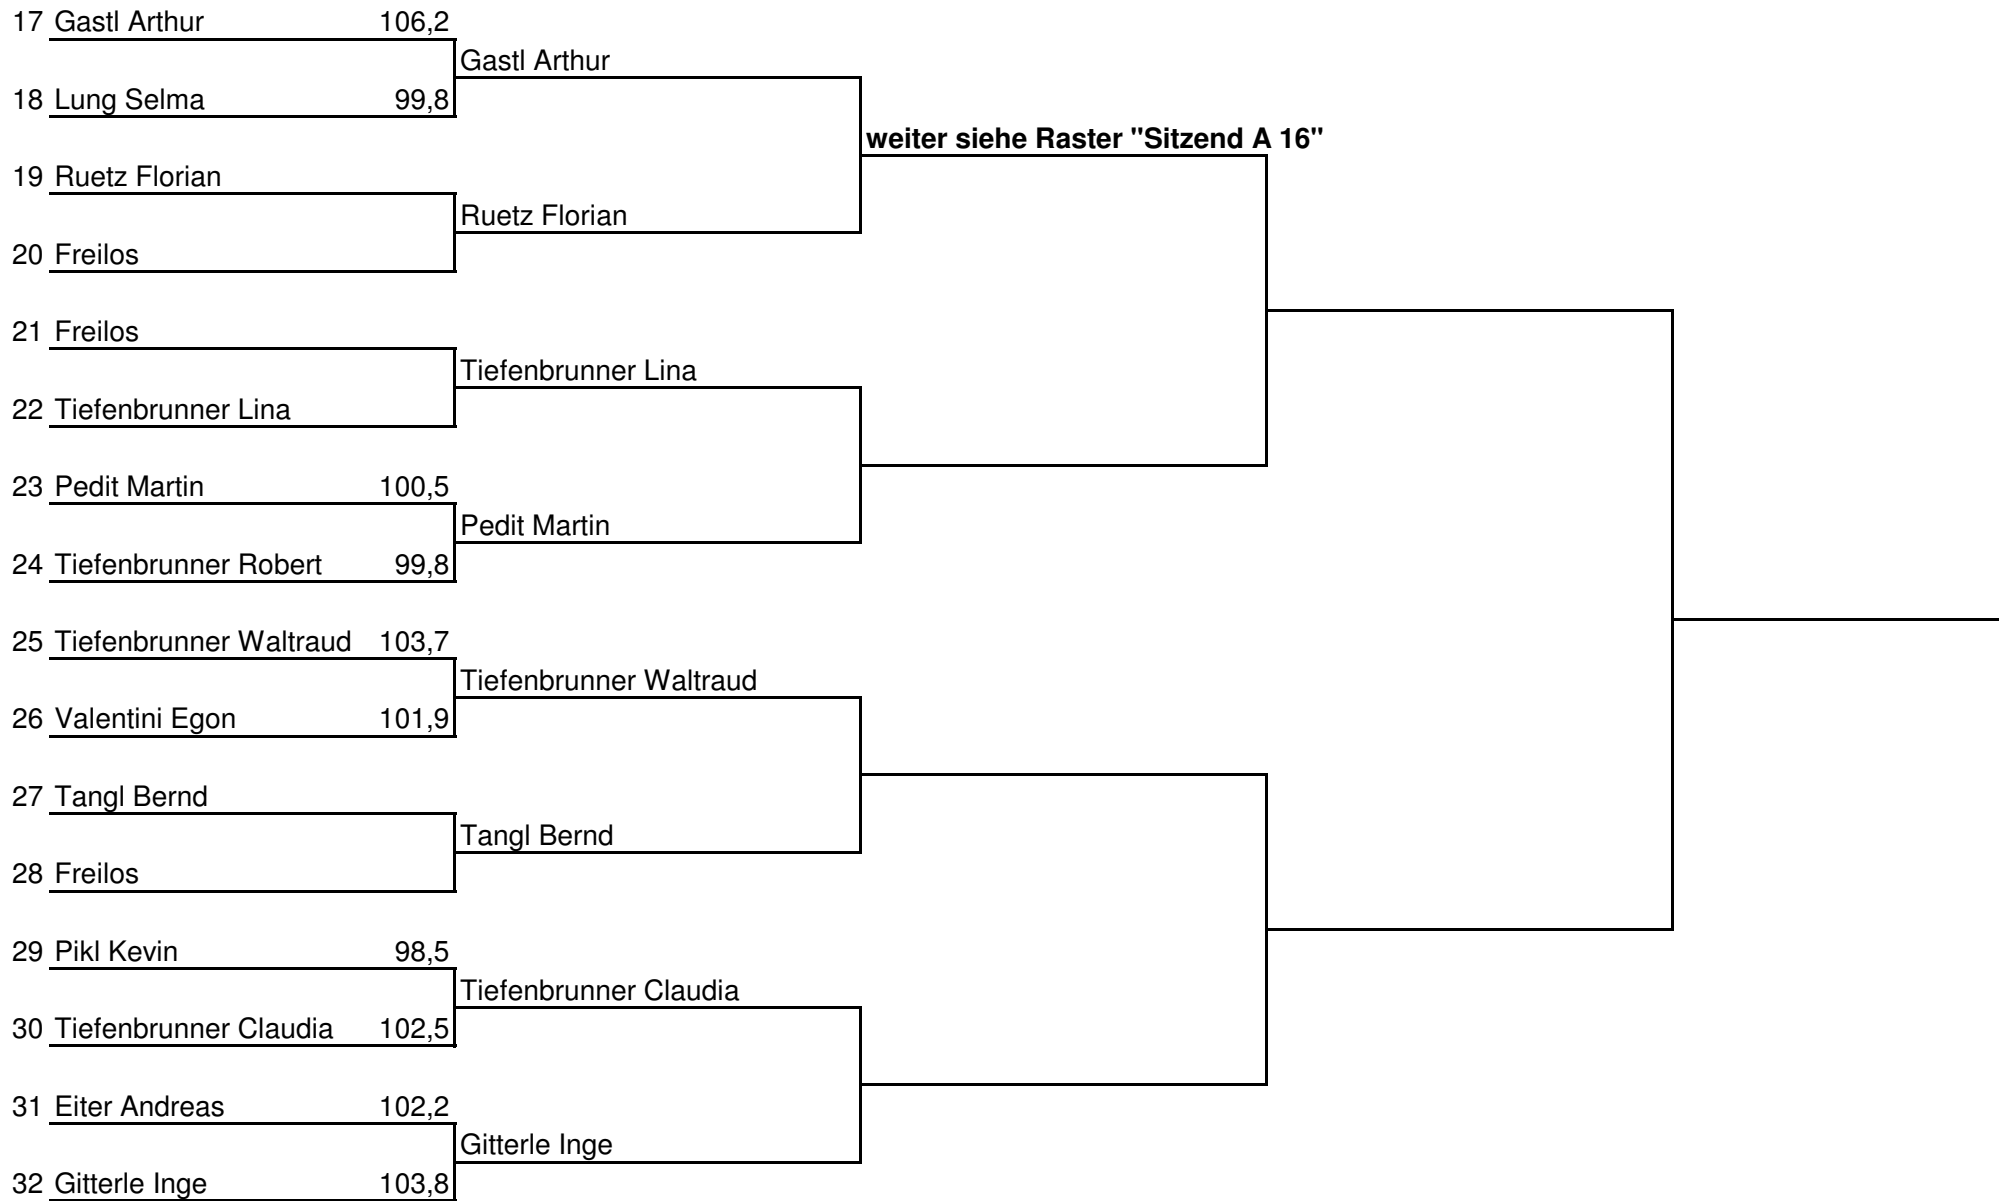 17 Gastl Arthur 106,2
Gastl Arthur
18 Lung Selma 99,8
weiter siehe Raster "Sitzend A 16"
19 Ruetz Florian
Ruetz Florian
20 Freilos
21 Freilos
Tiefenbrunner Lina
22 Tiefenbrunner Lina
23 Pedit Martin 100,5
Pedit Martin
24 Tiefenbrunner Robert 99,8
25 Tiefenbrunner Waltraud 103,7
Tiefenbrunner Waltraud
26 Valentini Egon 101,9
27 Tangl Bernd
Tangl Bernd
28 Freilos
29 Pikl Kevin 98,5
Tiefenbrunner Claudia
30 Tiefenbrunner Claudia 102,5
31 Eiter Andreas 102,2
Gitterle Inge
32 Gitterle Inge 103,8